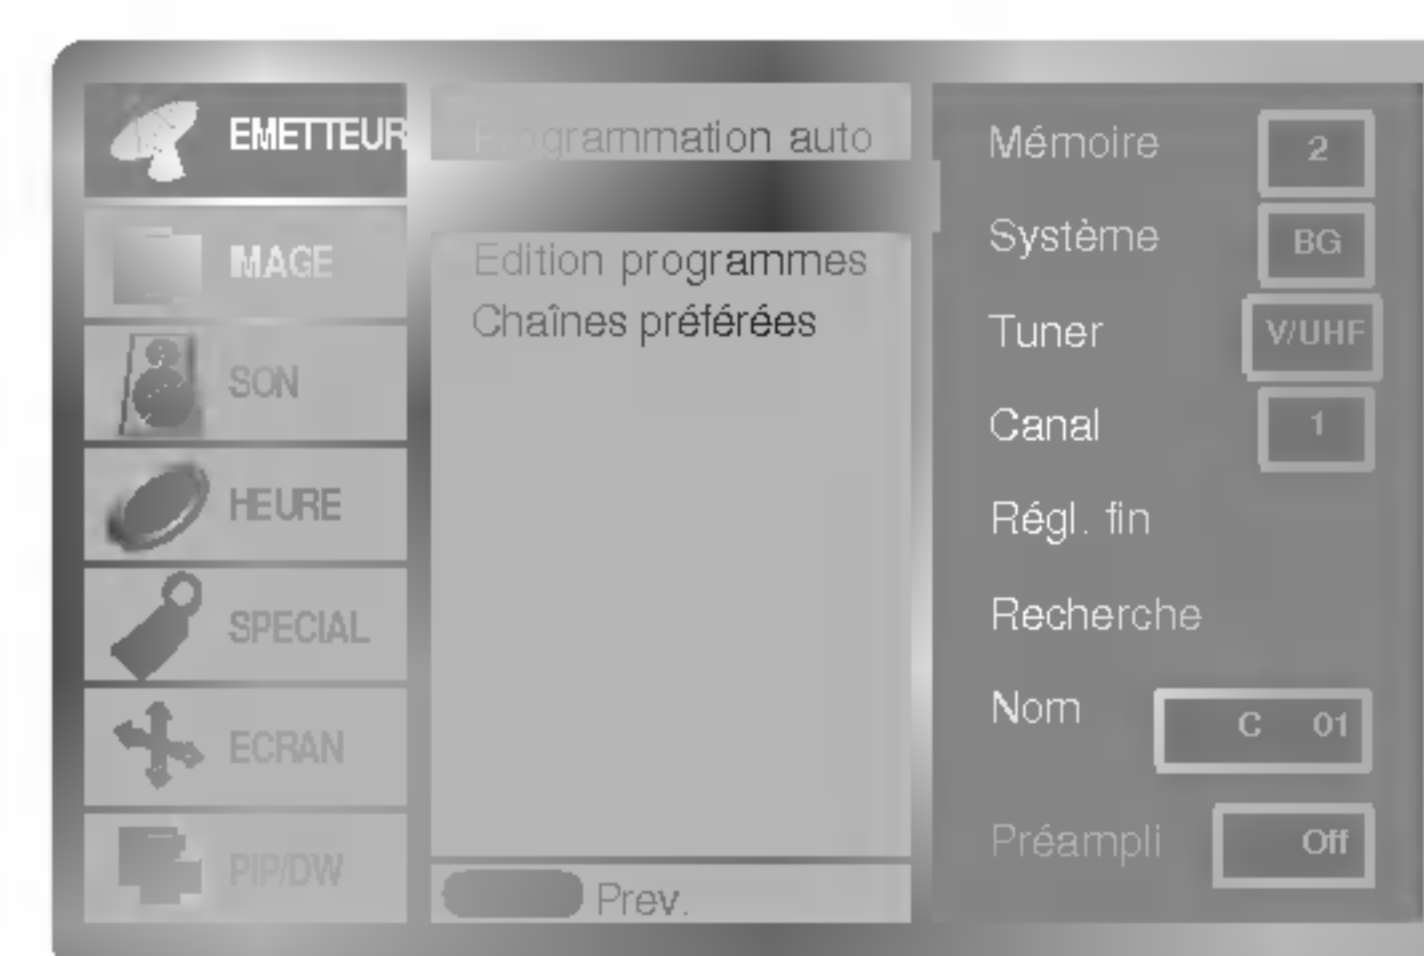 EMETTEUR
MAGE
SON
HEURE
SPECIAL
ECRAN
PIP/DW
Programmation auto
Edition programmes
Chaînes préférées
Prev.
Mémoire 2
Système BG
Tuner V/UHF
Canal 1
Régl. fin
Recherche
Nom C 01
Préampli Off